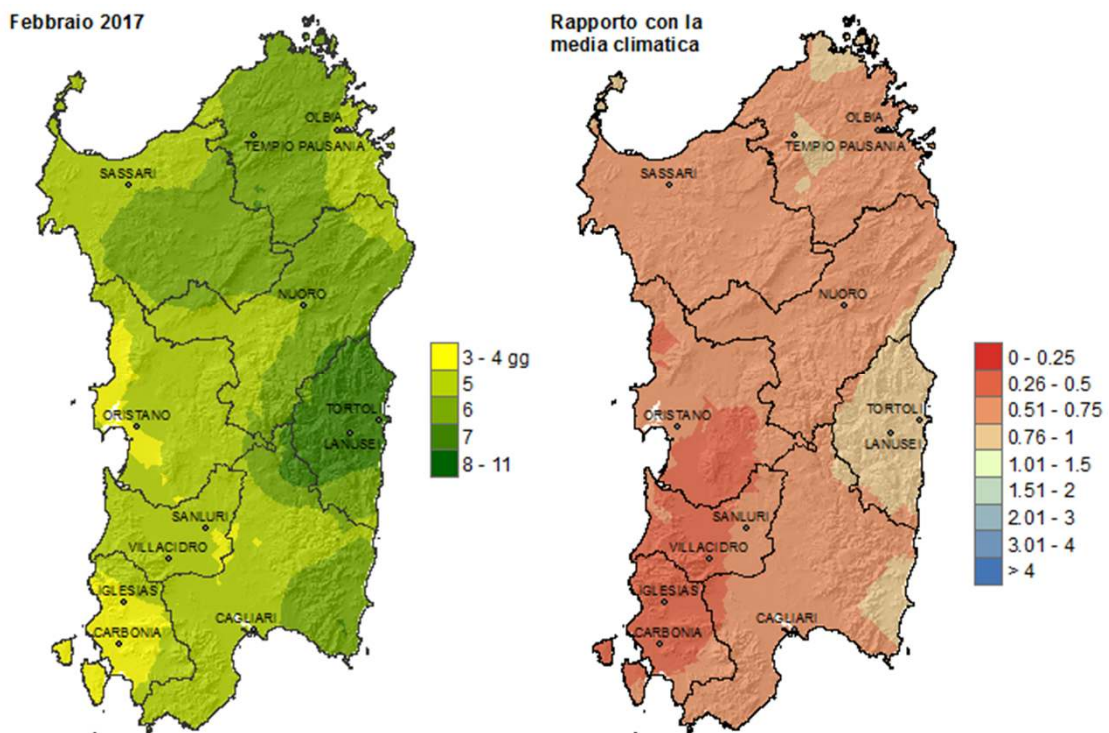 Febbraio 2017
OLBIA
TEMPIO PAUSANIA
SASSARI
NUORO
ORISTANO
TORTOLI
LANUSEI
SANLURI
VILLACIDRO
IGLESIAS
CAGLIARI
CARBONIA
3 - 4 gg
5
6
7
8 - 11
Rapporto con la
media climatica
OLBIA
TEMPIO PAUSANIA
SASSARI
NUORO
ORISTANO
TORTOLI
LANUSEI
SANLURI
VILLACIDRO
IGLESIAS
CAGLIARI
CARBONIA
0 - 0.25
0.26 - 0.5
0.51 - 0.75
0.76 - 1
1.01 - 1.5
1.51 - 2
2.01 - 3
3.01 - 4
> 4